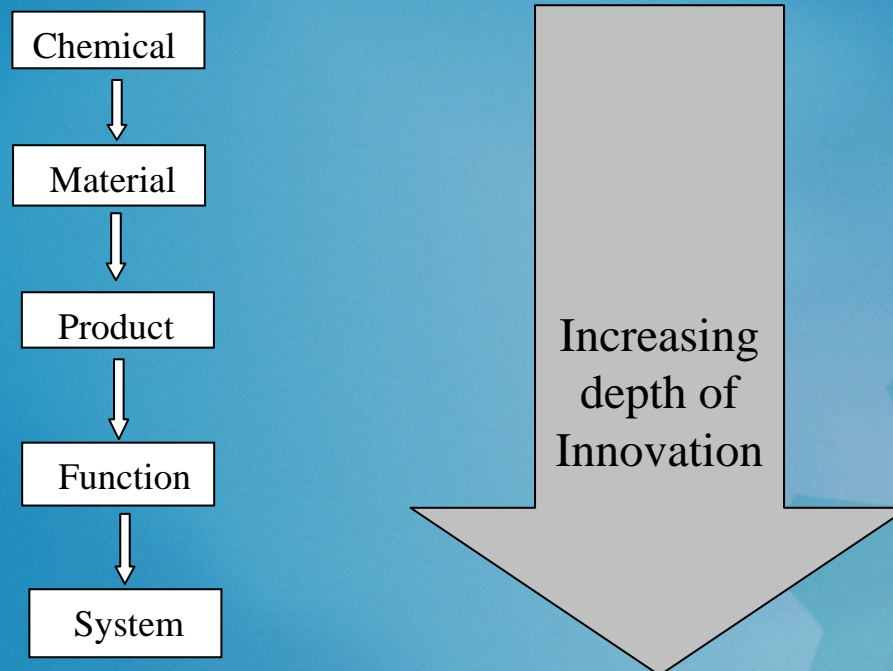 Chemical
Material
Product
Function
System
Increasing
depth of
Innovation